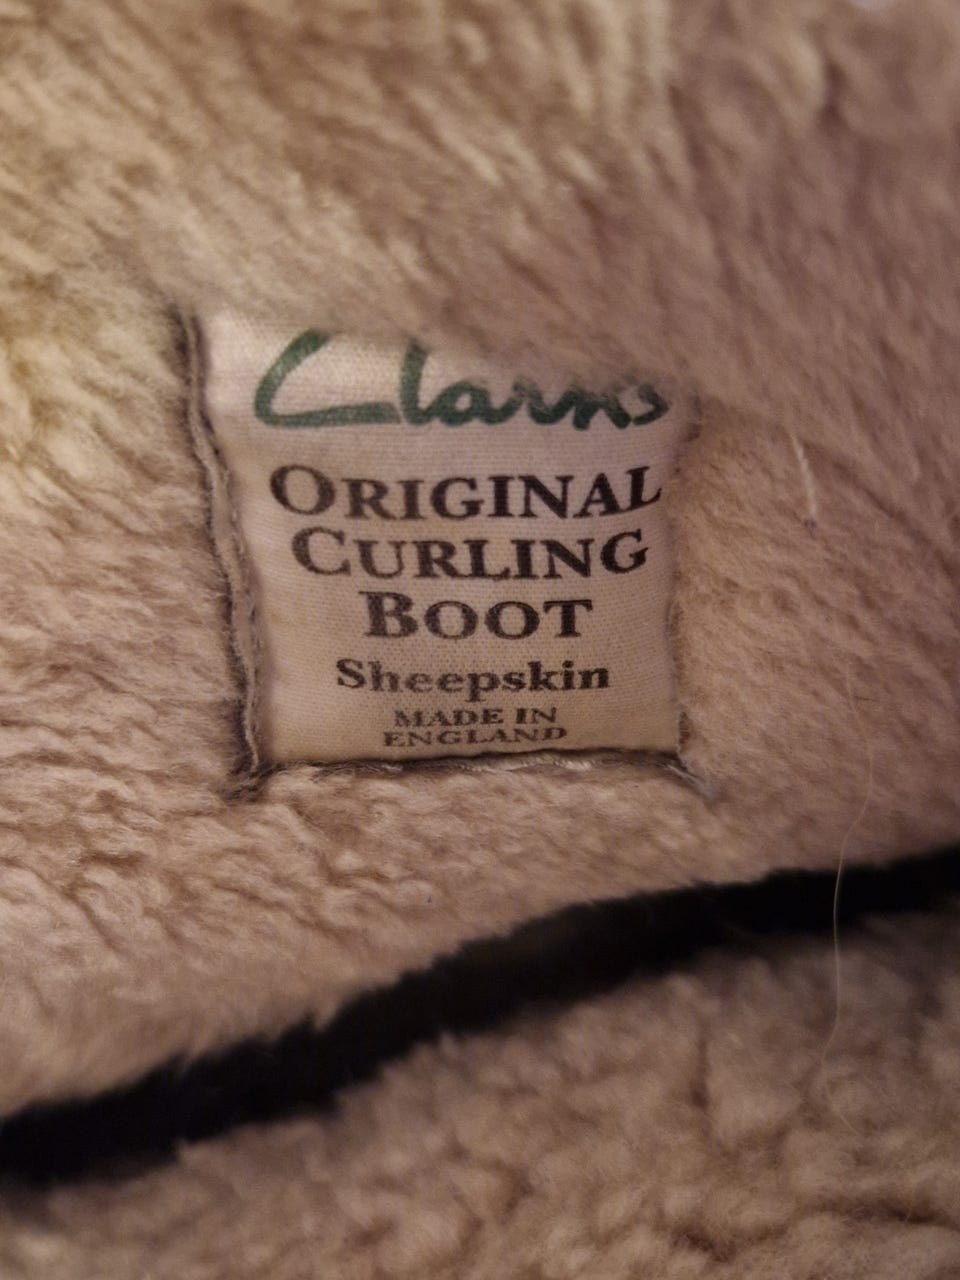 Clarks
ORIGINAL
CURLING
BOOT
Sheepskin
MADE IN
ENGLAND